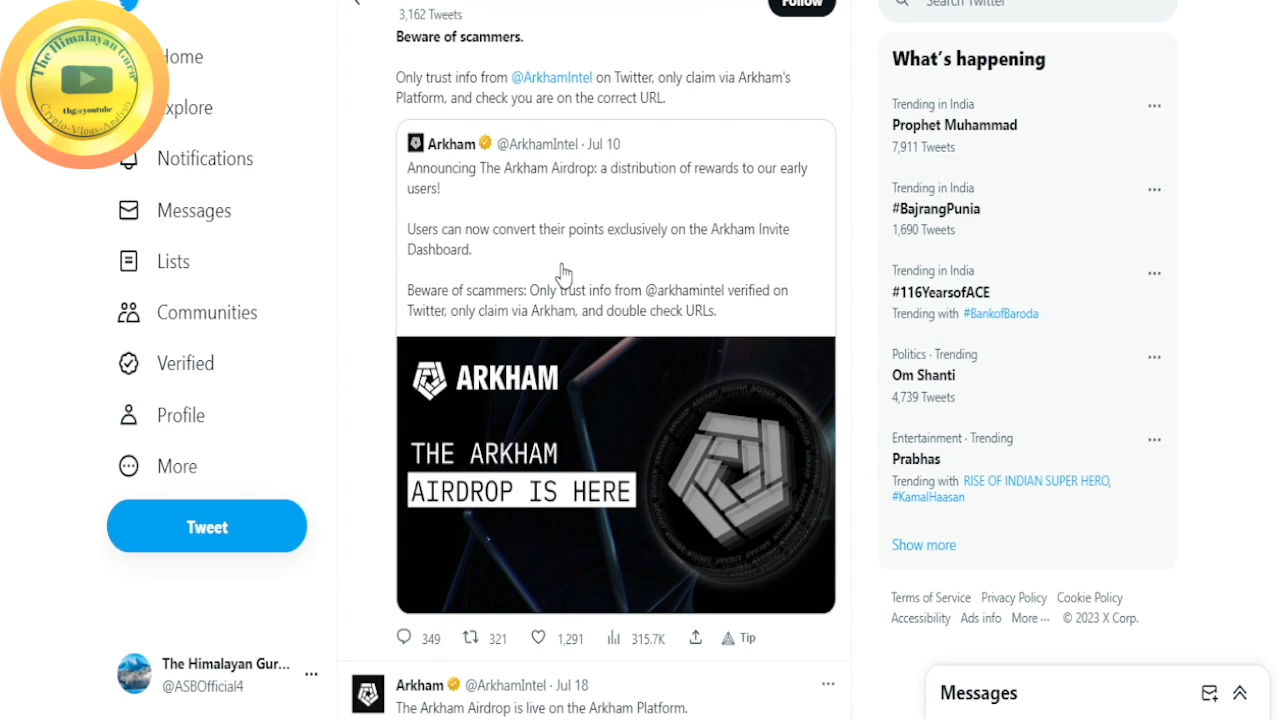 The Himalayan Guru
thg@youtube
Crypto-Vlogs-Analysis
Home
Explore
Notifications
Messages
Lists
Communities
Verified
Profile
More
Tweet
The Himalayan Gur...
@ASBOfficial4
3,162 Tweets
Follow
Beware of scammers.
Only trust info from @ArkhamIntel on Twitter, only claim via Arkham's
Platform, and check you are on the correct URL.
Arkham @ArkhamIntel · Jul 10
Announcing The Arkham Airdrop: a distribution of rewards to our early
users!
Users can now convert their points exclusively on the Arkham Invite
Dashboard.
Beware of scammers: Only trust info from @arkhamintel verified on
Twitter, only claim via Arkham, and double check URLs.
ARKHAM
THE ARKHAM
AIRDROP IS HERE
349 321 1,291 315.7K Tip
Arkham @ArkhamIntel · Jul 18
The Arkham Airdrop is live on the Arkham Platform.
Search Twitter
What's happening
Trending in India
Prophet Muhammad
7,911 Tweets
Trending in India
#BajrangPunia
1,690 Tweets
Trending in India
#116YearsofACE
Trending with #BankofBaroda
Politics · Trending
Om Shanti
4,739 Tweets
Entertainment · Trending
Prabhas
Trending with RISE OF INDIAN SUPER HERO,
#KamalHaasan
Show more
Terms of Service Privacy Policy Cookie Policy
Accessibility Ads info More ··· © 2023 X Corp.
Messages